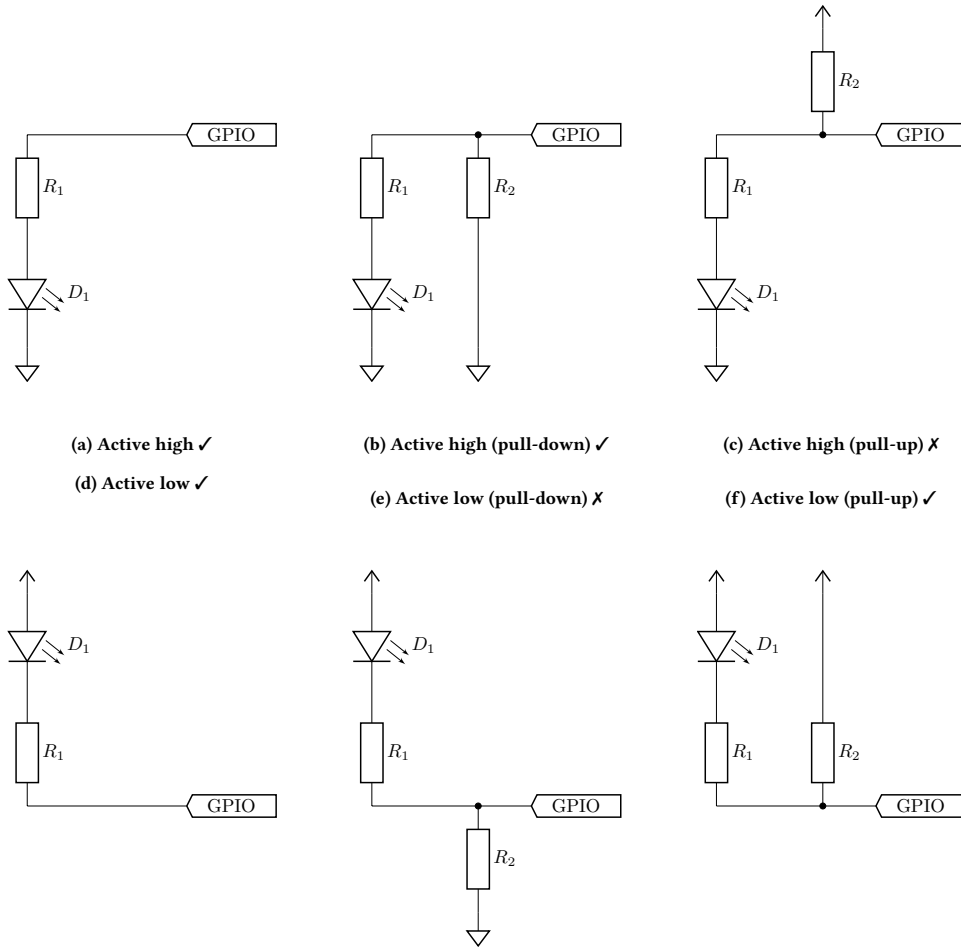 R2
GPIO
GPIO
GPIO
R1
R1
R2
R1
D1
D1
D1
(a) Active high ✓
(b) Active high (pull-down) ✓
(c) Active high (pull-up) ✗
(d) Active low ✓
(e) Active low (pull-down) ✗
(f) Active low (pull-up) ✓
D1
D1
D1
R1
R1
R1
R2
GPIO
GPIO
GPIO
R2